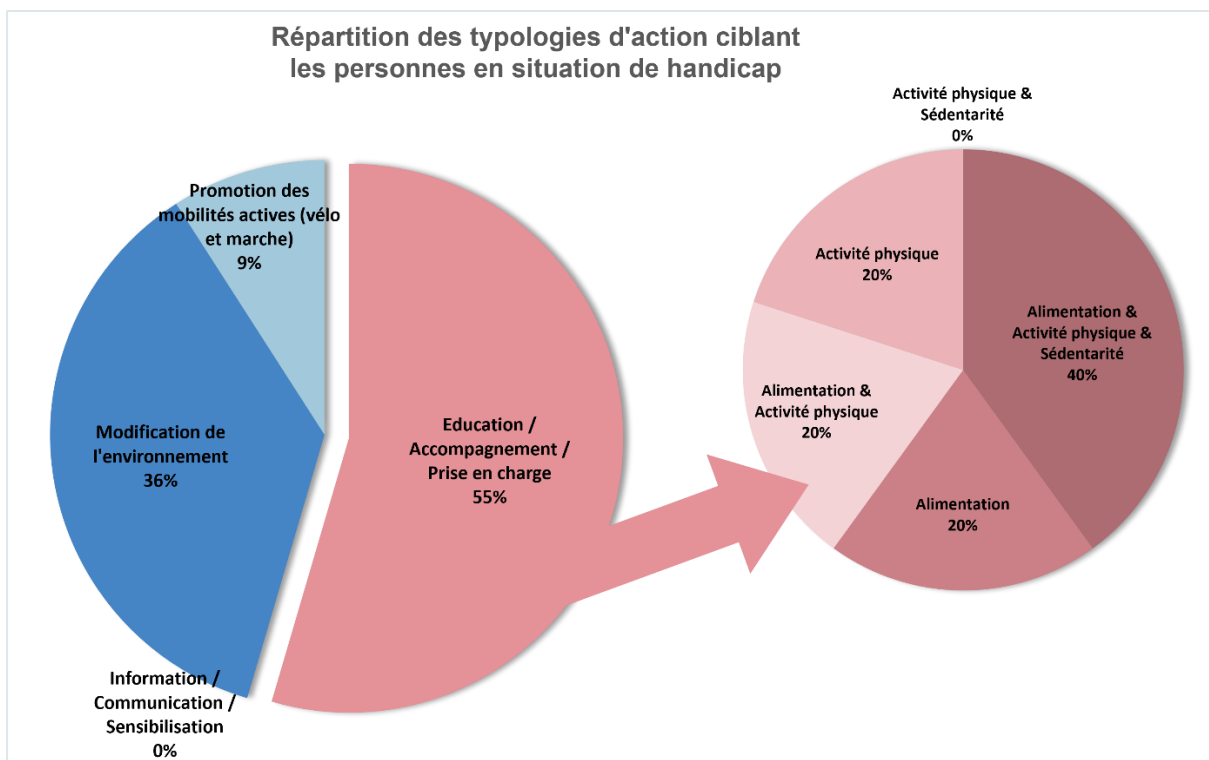 Répartition des typologies d'action ciblant
les personnes en situation de handicap
Promotion des
mobilités actives (vélo
et marche)
9%
Modification de
l'environnement
36%
Information /
Communication /
Sensibilisation
0%
Education /
Accompagnement /
Prise en charge
55%
Activité physique &
Sédentarité
0%
Activité physique
20%
Alimentation &
Activité physique &
Sédentarité
40%
Alimentation &
Activité physique
20%
Alimentation
20%